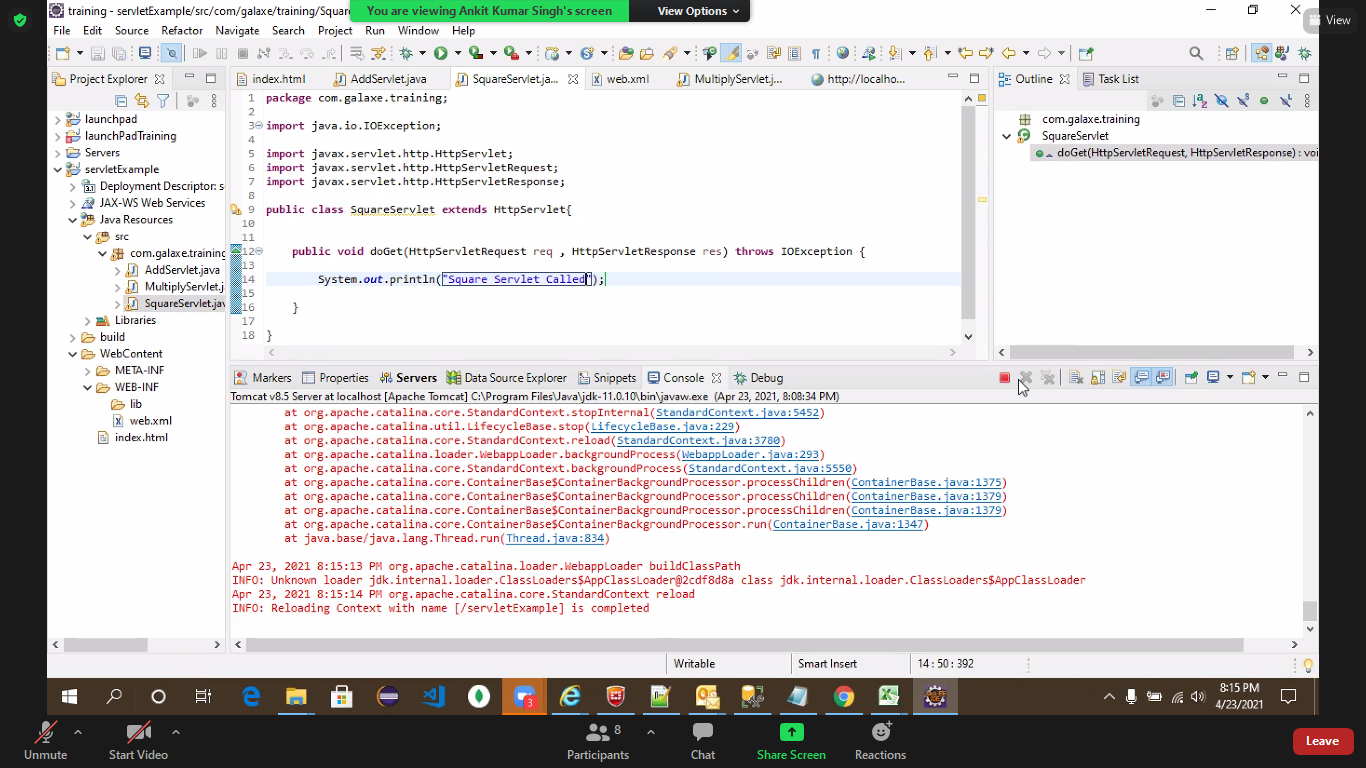 training - servletExample/src/com/galaxe/training/Square
You are viewing Ankit Kumar Singh's screen
View Options
View
File Edit Source Refactor Navigate Search Project Run Window Help
Project Explorer
launchpad
launchPadTraining
Servers
servletExample
Deployment Descriptor: s
JAX-WS Web Services
Java Resources
src
com.galaxe.training
AddServlet.java
MultiplyServlet.j
SquareServlet.jav
Libraries
build
WebContent
META-INF
WEB-INF
lib
web.xml
index.html
index.html AddServlet.java SquareServlet.ja... web.xml MultiplyServlet.j... http://localho...
1 package com.galaxe.training;
2
3 import java.io.IOException;
4
5 import javax.servlet.http.HttpServlet;
6 import javax.servlet.http.HttpServletRequest;
7 import javax.servlet.http.HttpServletResponse;
8
9 public class SquareServlet extends HttpServlet{
10
11
12 public void doGet(HttpServletRequest req , HttpServletResponse res) throws IOException {
13
14 System.out.println("Square Servlet Called");
15
16 }
17
18 }
Outline Task List
com.galaxe.training
SquareServlet
doGet(HttpServletRequest, HttpServletResponse) : voi
Markers Properties Servers Data Source Explorer Snippets Console Debug
Tomcat v8.5 Server at localhost [Apache Tomcat] C:\Program Files\Java\jdk-11.0.10\bin\javaw.exe (Apr 23, 2021, 8:08:34 PM)
at org.apache.catalina.core.StandardContext.stopInternal(StandardContext.java:5452)
at org.apache.catalina.util.LifecycleBase.stop(LifecycleBase.java:229)
at org.apache.catalina.core.StandardContext.reload(StandardContext.java:3780)
at org.apache.catalina.loader.WebappLoader.backgroundProcess(WebappLoader.java:293)
at org.apache.catalina.core.StandardContext.backgroundProcess(StandardContext.java:5550)
at org.apache.catalina.core.ContainerBase$ContainerBackgroundProcessor.processChildren(ContainerBase.java:1375)
at org.apache.catalina.core.ContainerBase$ContainerBackgroundProcessor.processChildren(ContainerBase.java:1379)
at org.apache.catalina.core.ContainerBase$ContainerBackgroundProcessor.processChildren(ContainerBase.java:1379)
at org.apache.catalina.core.ContainerBase$ContainerBackgroundProcessor.run(ContainerBase.java:1347)
at java.base/java.lang.Thread.run(Thread.java:834)
Apr 23, 2021 8:15:13 PM org.apache.catalina.loader.WebappLoader buildClassPath
INFO: Unknown loader jdk.internal.loader.ClassLoaders$AppClassLoader@2cdf8d8a class jdk.internal.loader.ClassLoaders$AppClassLoader
Apr 23, 2021 8:15:14 PM org.apache.catalina.core.StandardContext reload
INFO: Reloading Context with name [/servletExample] is completed
Writable Smart Insert 14 : 50 : 392
3
8:15 PM
4/23/2021
Unmute Start Video Participants 8 Chat Share Screen Reactions Leave